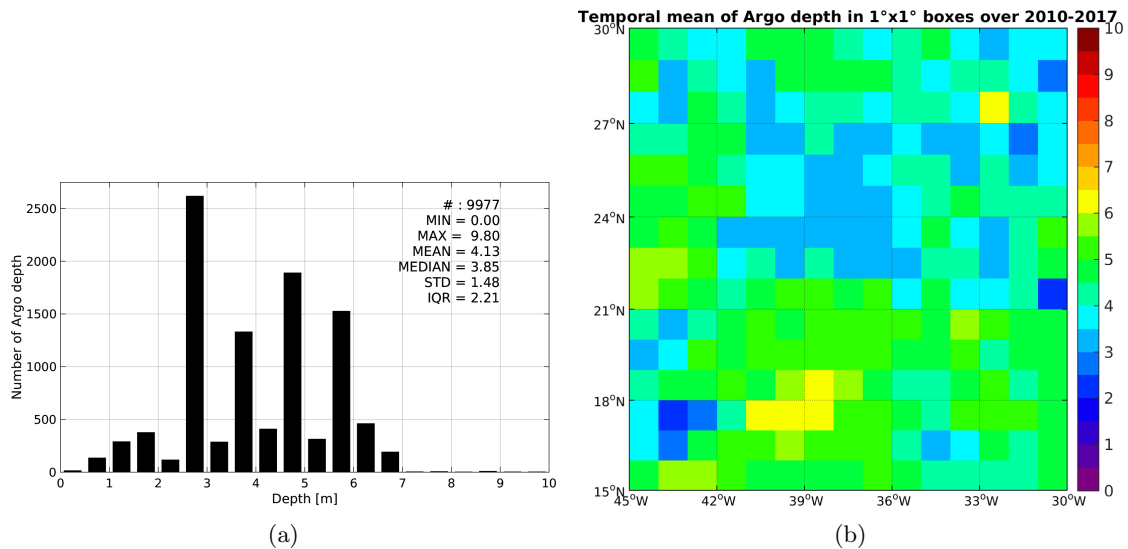 Temporal mean of Argo depth in 1°x1° boxes over 2010-2017
# : 9977
MIN = 0.00
MAX = 9.80
MEAN = 4.13
MEDIAN = 3.85
STD = 1.48
IQR = 2.21
Number of Argo depth
2500
2000
1500
1000
500
0
0 1 2 3 4 5 6 7 8 9 10
Depth [m]
(a)
30°N
27°N
24°N
21°N
18°N
15°N
45°W 42°W 39°W 36°W 33°W 30°W
10
9
8
7
6
5
4
3
2
1
0
(b)